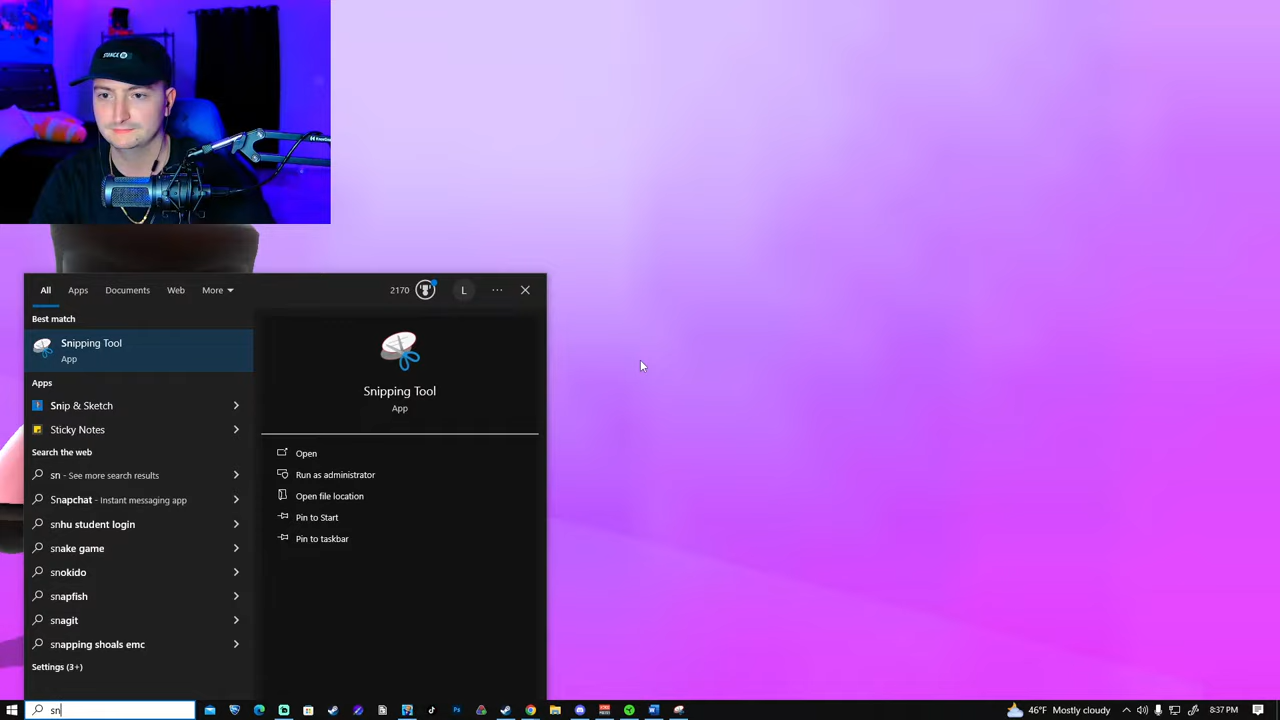 All Apps Documents Web More 2170 L
Best match
Snipping Tool
App
Apps
Snip & Sketch
Sticky Notes
Search the web
sn - See more search results
Snapchat - Instant messaging app
snhu student login
snake game
snokido
snapfish
snagit
snapping shoals emc
Settings (3+)
Snipping Tool
App
Open
Run as administrator
Open file location
Pin to Start
Pin to taskbar
sn
46°F Mostly cloudy 8:37 PM